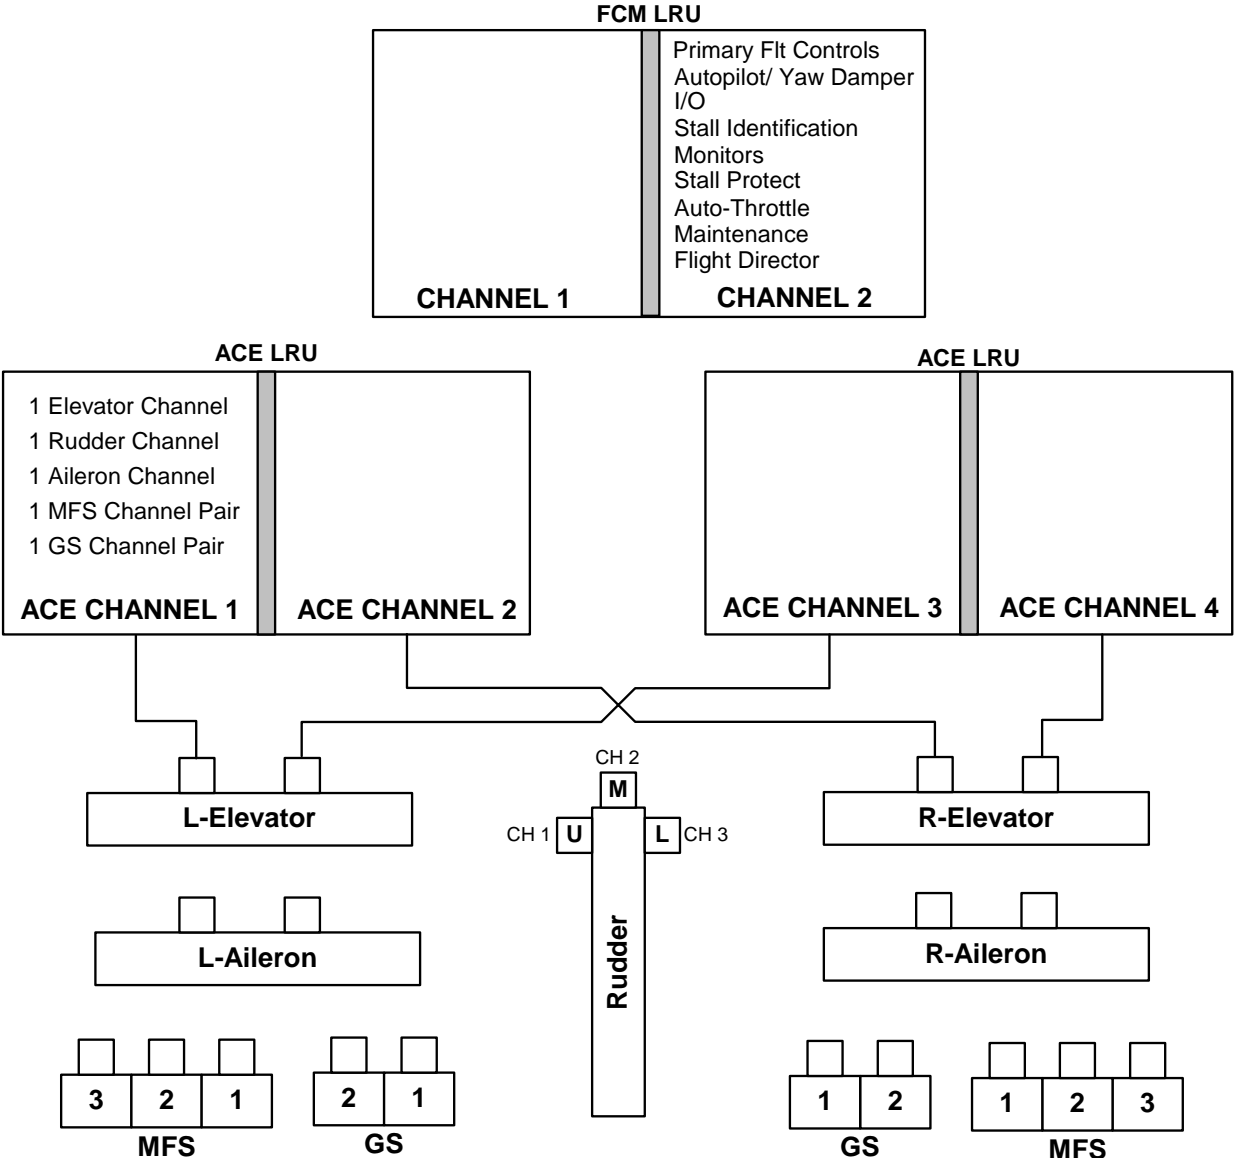 FCM LRU
Primary Flt Controls
Autopilot/ Yaw Damper
I/O
Stall Identification
Monitors
Stall Protect
Auto-Throttle
Maintenance
Flight Director
CHANNEL 1
CHANNEL 2
ACE LRU
1 Elevator Channel
1 Rudder Channel
1 Aileron Channel
1 MFS Channel Pair
1 GS Channel Pair
ACE CHANNEL 1
ACE CHANNEL 2
ACE LRU
ACE CHANNEL 3
ACE CHANNEL 4
L-Elevator
CH 2
M
CH 1
U
L
CH 3
Rudder
R-Elevator
L-Aileron
R-Aileron
3
2
1
MFS
2
1
GS
1
2
GS
1
2
3
MFS